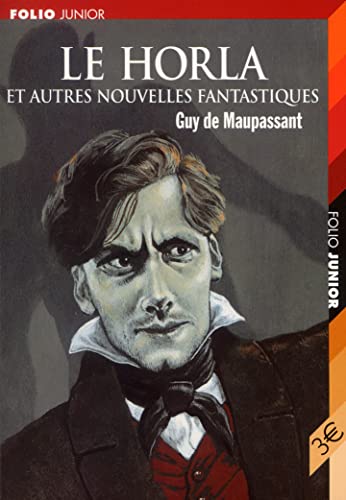 FOLIO JUNIOR
LE HORLA
ET AUTRES NOUVELLES FANTASTIQUES
Guy de Maupassant
FOLIO JUNIOR
3€